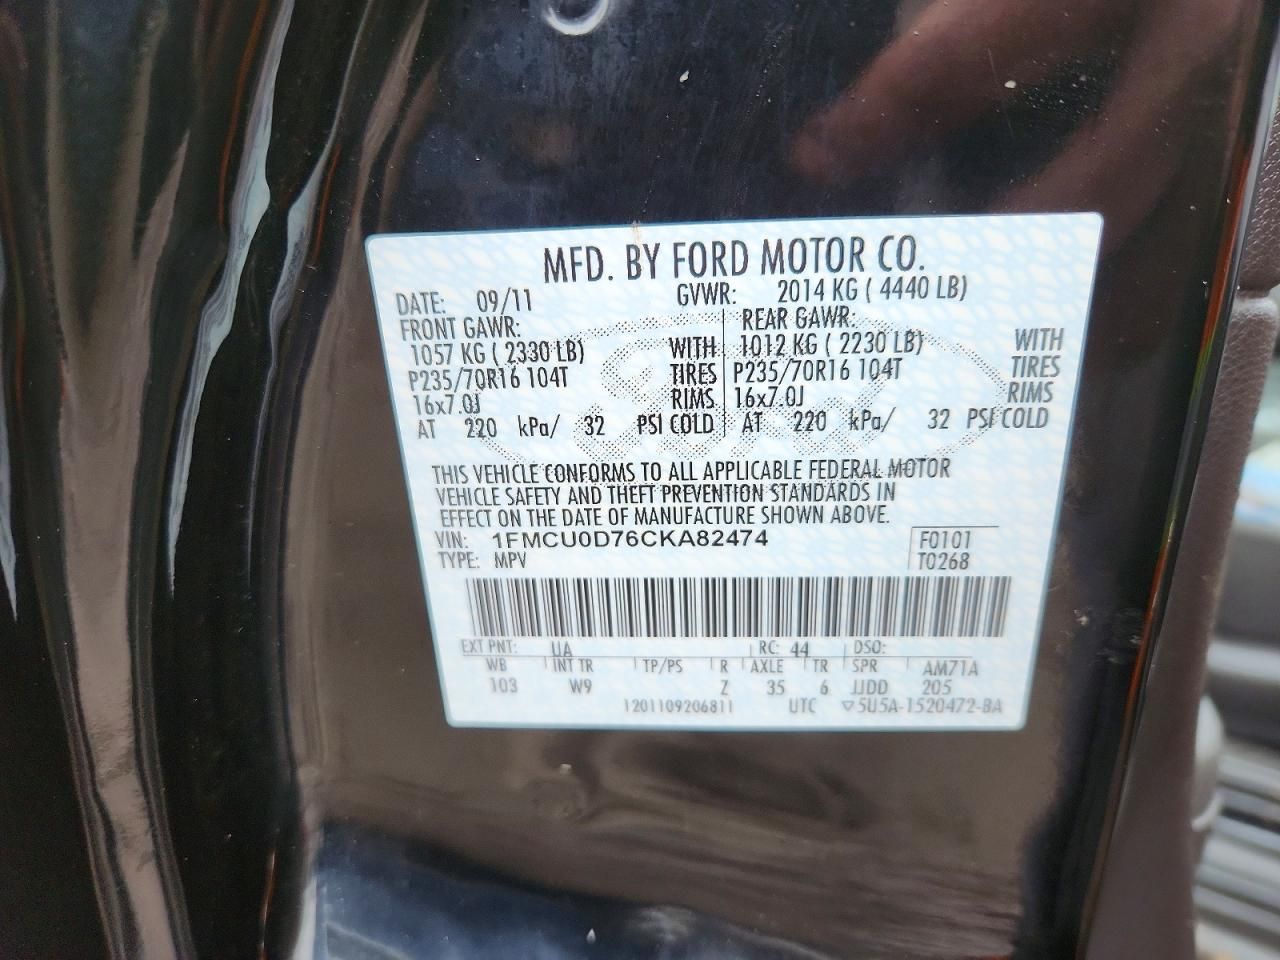 MFD. BY FORD MOTOR CO.
DATE: 09/11 GVWR: 2014 KG ( 4440 LB)
FRONT GAWR: REAR GAWR:
1057 KG ( 2330 LB) WITH 1012 KG ( 2230 LB) WITH
P235/70R16 104T TIRES P235/70R16 104T TIRES
16x7.0J RIMS 16x7.0J RIMS
AT 220 kPa/ 32 PSI COLD AT 220 kPa/ 32 PSI COLD
THIS VEHICLE CONFORMS TO ALL APPLICABLE FEDERAL MOTOR
VEHICLE SAFETY AND THEFT PREVENTION STANDARDS IN
EFFECT ON THE DATE OF MANUFACTURE SHOWN ABOVE.
VIN: 1FMCU0D76CKA82474 F0101
TYPE: MPV T0268
EXT PNT: UA RC: 44 DSO:
WB INT TR TP/PS R AXLE TR SPR AM71A
103 W9 Z 35 6 JJDD 205
1201109206811 UTC ▽5U5A-1520472-BA